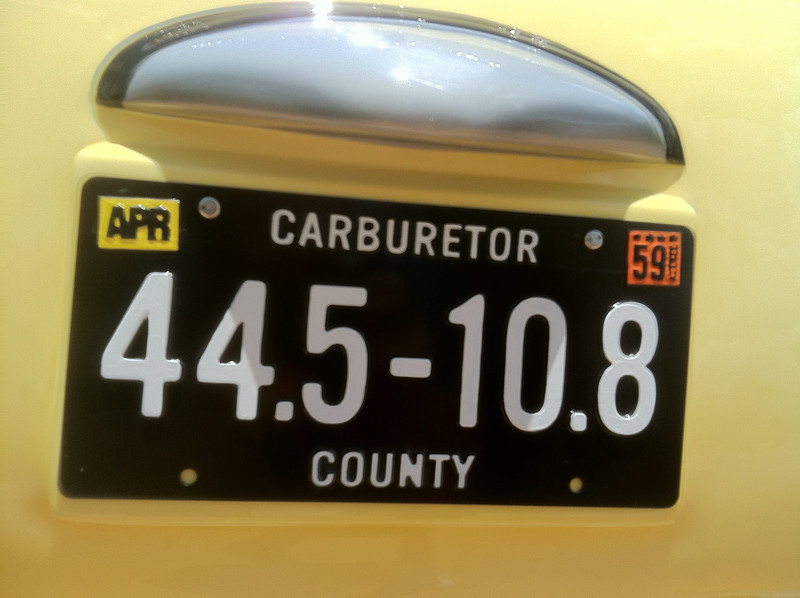 APR
CARBURETOR
59
44.5-10.8
COUNTY